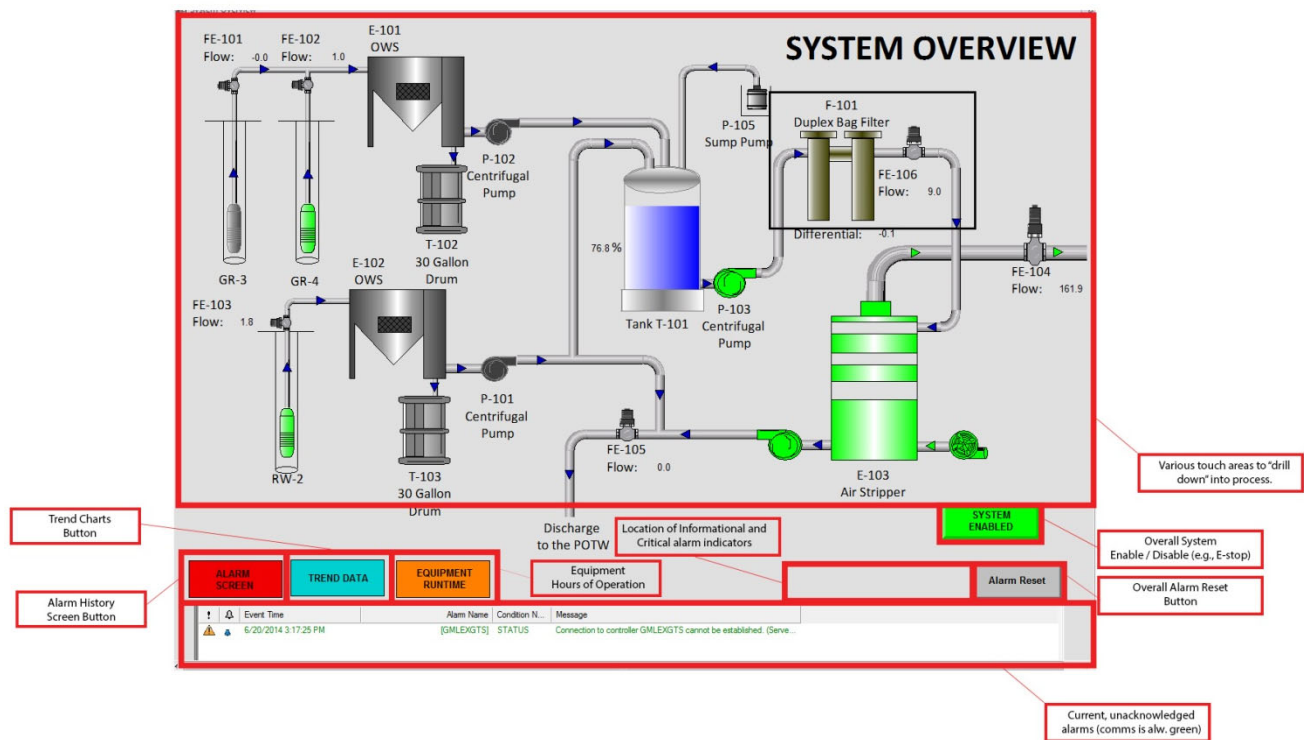 System Overview
SYSTEM OVERVIEW
FE-101
Flow: -0.0
FE-102
Flow: 1.0
E-101
OWS
P-102
Centrifugal
Pump
T-102
30 Gallon
Drum
GR-3
GR-4
P-105
Sump Pump
F-101
Duplex Bag Filter
FE-106
Flow: 9.0
Differential: -0.1
76.8 %
Tank T-101
P-103
Centrifugal
Pump
FE-104
Flow: 161.9
E-102
OWS
FE-103
Flow: 1.8
RW-2
P-101
Centrifugal
Pump
T-103
30 Gallon
Drum
FE-105
Flow: 0.0
E-103
Air Stripper
Discharge
to the POTW
Various touch areas to "drill
down" into process.
SYSTEM
ENABLED
Overall System
Enable / Disable (e.g., E-stop)
Trend Charts
Button
Location of Informational and
Critical alarm indicators
Equipment
Hours of Operation
ALARM
SCREEN
TREND DATA
EQUIPMENT
RUNTIME
Alarm Reset
Overall Alarm Reset
Button
Alarm History
Screen Button
! Event Time Alarm Name Condition N... Message
6/20/2014 3:17:25 PM [GMLEXGTS] STATUS Connection to controller GMLEXGTS cannot be established. (Serve...
Current, unacknowledged
alarms (comms is alw. green)